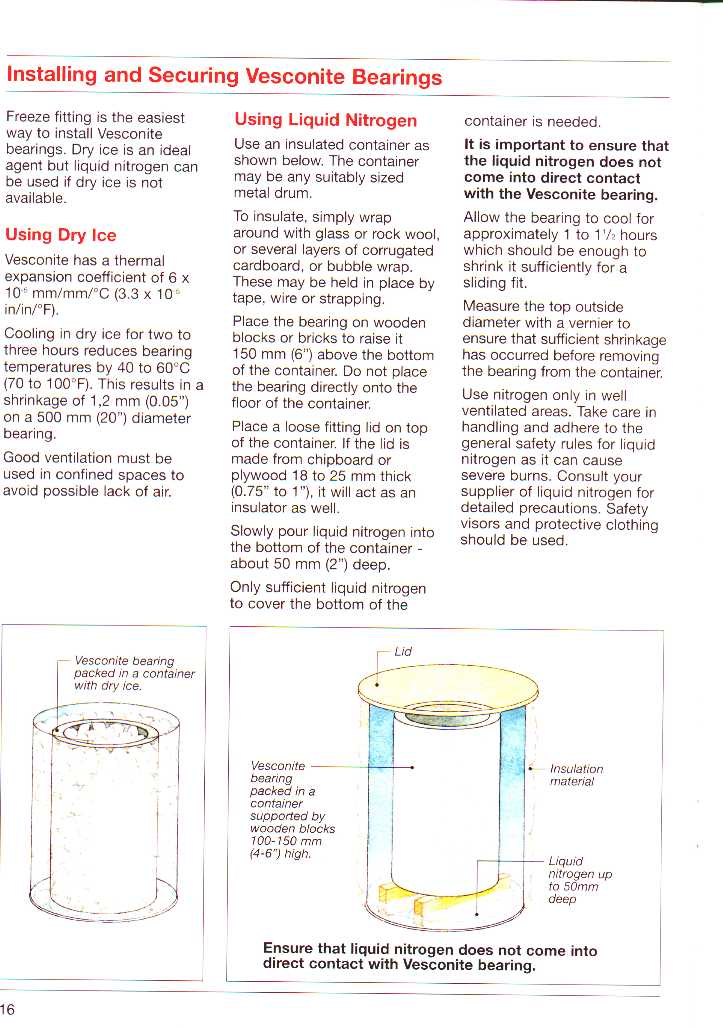 Installing and Securing Vesconite Bearings
Freeze fitting is the easiest
way to install Vesconite
bearings. Dry ice is an ideal
agent but liquid nitrogen can
be used if dry ice is not
available.
Using Dry Ice
Vesconite has a thermal
expansion coefficient of 6 x
10⁻⁵ mm/mm/°C (3.3 x 10⁻⁵
in/in/°F).
Cooling in dry ice for two to
three hours reduces bearing
temperatures by 40 to 60°C
(70 to 100°F). This results in a
shrinkage of 1,2 mm (0.05")
on a 500 mm (20") diameter
bearing.
Good ventilation must be
used in confined spaces to
avoid possible lack of air.
Using Liquid Nitrogen
Use an insulated container as
shown below. The container
may be any suitably sized
metal drum.
To insulate, simply wrap
around with glass or rock wool,
or several layers of corrugated
cardboard, or bubble wrap.
These may be held in place by
tape, wire or strapping.
Place the bearing on wooden
blocks or bricks to raise it
150 mm (6") above the bottom
of the container. Do not place
the bearing directly onto the
floor of the container.
Place a loose fitting lid on top
of the container. If the lid is
made from chipboard or
plywood 18 to 25 mm thick
(0.75" to 1"), it will act as an
insulator as well.
Slowly pour liquid nitrogen into
the bottom of the container -
about 50 mm (2") deep.
Only sufficient liquid nitrogen
to cover the bottom of the
container is needed.
It is important to ensure that
the liquid nitrogen does not
come into direct contact
with the Vesconite bearing.
Allow the bearing to cool for
approximately 1 to 1½ hours
which should be enough to
shrink it sufficiently for a
sliding fit.
Measure the top outside
diameter with a vernier to
ensure that sufficient shrinkage
has occurred before removing
the bearing from the container.
Use nitrogen only in well
ventilated areas. Take care in
handling and adhere to the
general safety rules for liquid
nitrogen as it can cause
severe burns. Consult your
supplier of liquid nitrogen for
detailed precautions. Safety
visors and protective clothing
should be used.
Vesconite bearing
packed in a container
with dry ice.
Lid
Vesconite
bearing
packed in a
container
supported by
wooden blocks
100-150 mm
(4-6") high.
Insulation
material
Liquid
nitrogen up
to 50mm
deep
Ensure that liquid nitrogen does not come into
direct contact with Vesconite bearing.
16